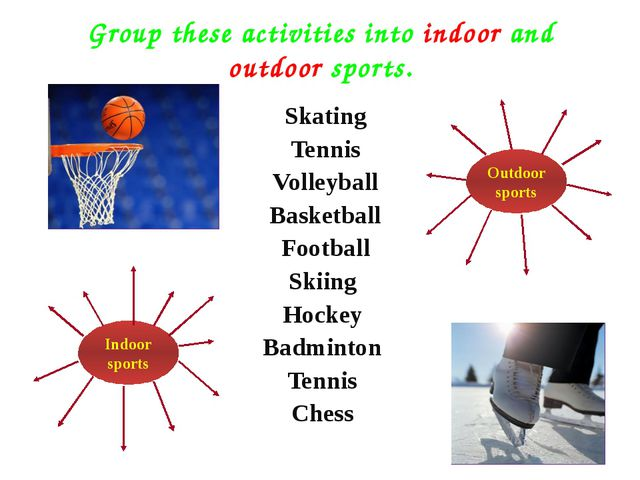 Group these activities into indoor and
outdoor sports.
Skating
Tennis
Volleyball
Basketball
Football
Skiing
Hockey
Badminton
Tennis
Chess
Outdoor
sports
Indoor
sports